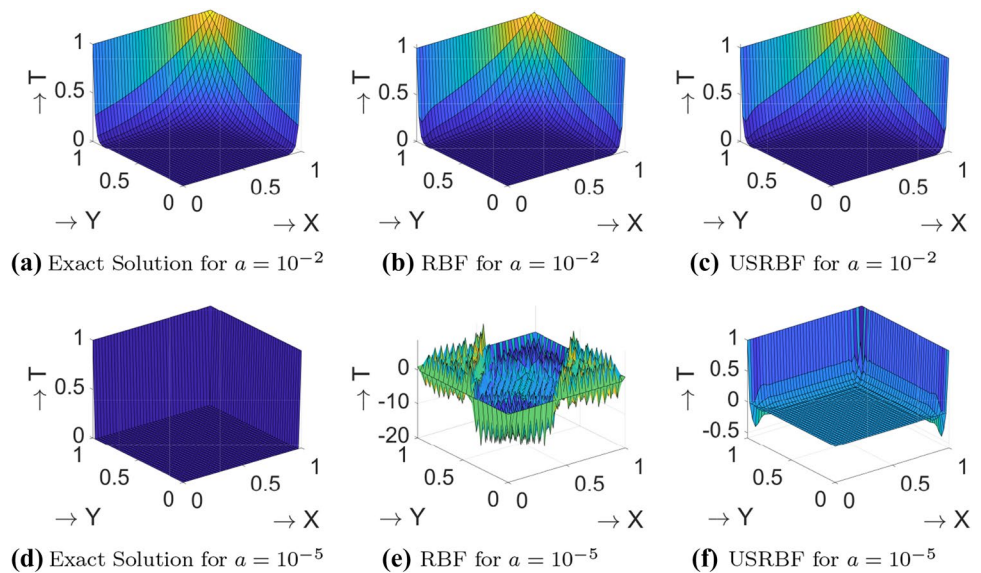 1
0.5
0
→ T
1
0.5
0
→ Y
0
0.5
1
→ X
(a) Exact Solution for a = 10⁻²
1
0.5
0
→ T
1
0.5
0
→ Y
0
0.5
1
→ X
(b) RBF for a = 10⁻²
1
0.5
0
→ T
1
0.5
0
→ Y
0
0.5
1
→ X
(c) USRBF for a = 10⁻²
1
0.5
0
→ T
1
0.5
0
→ Y
0
0.5
1
→ X
(d) Exact Solution for a = 10⁻⁵
0
-10
-20
→ T
1
0.5
0
→ Y
0
0.5
1
→ X
(e) RBF for a = 10⁻⁵
1
0.5
0
-0.5
→ T
1
0.5
0
→ Y
0
0.5
1
→ X
(f) USRBF for a = 10⁻⁵